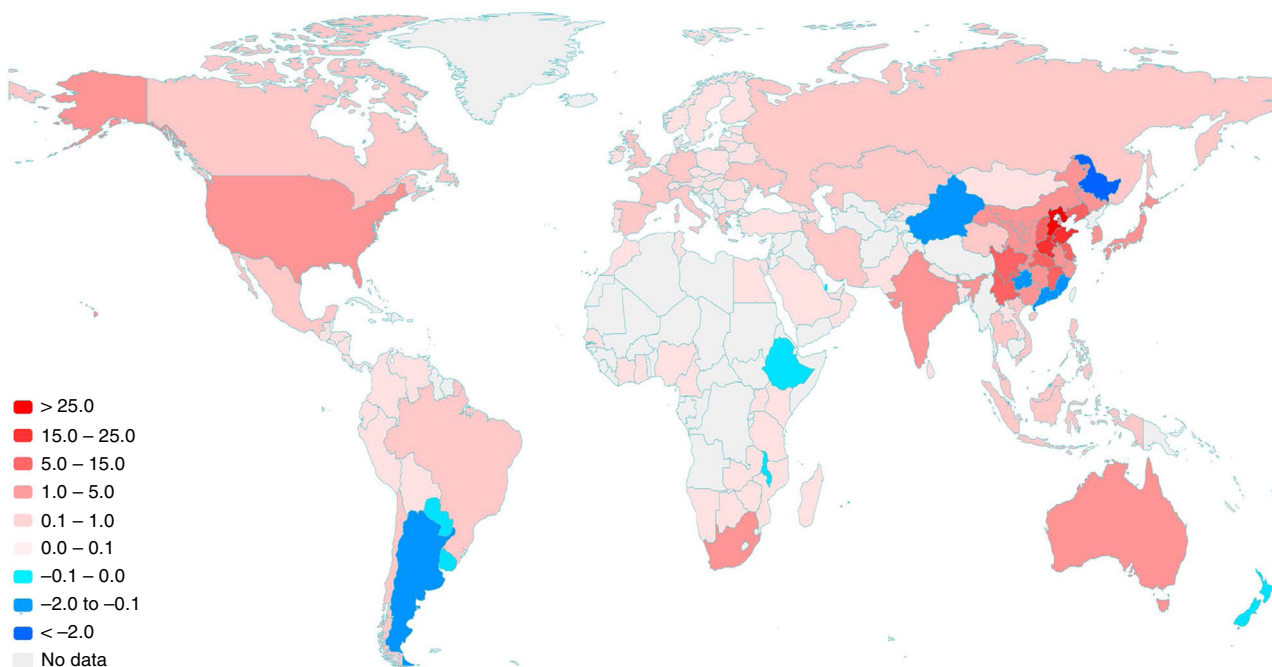 > 25.0
15.0 – 25.0
5.0 – 15.0
1.0 – 5.0
0.1 – 1.0
0.0 – 0.1
–0.1 – 0.0
–2.0 to –0.1
< –2.0
No data